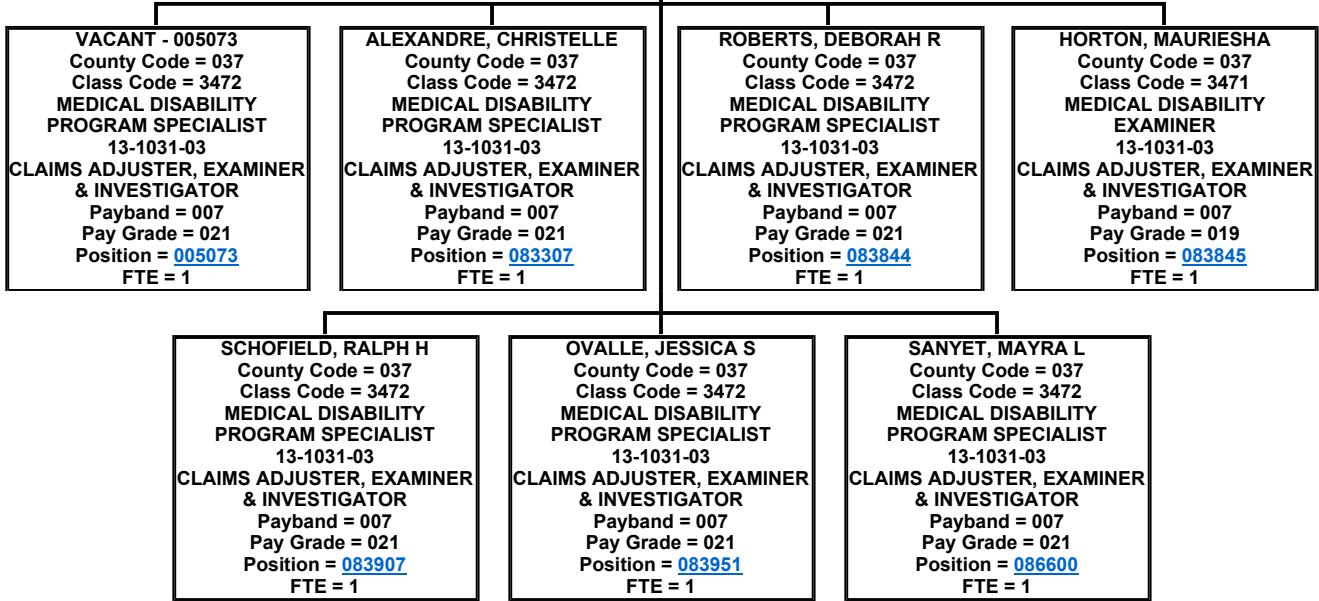 VACANT - 005073
County Code = 037
Class Code = 3472
MEDICAL DISABILITY
PROGRAM SPECIALIST
13-1031-03
CLAIMS ADJUSTER, EXAMINER
& INVESTIGATOR
Payband = 007
Pay Grade = 021
Position = 005073
FTE = 1
ALEXANDRE, CHRISTELLE
County Code = 037
Class Code = 3472
MEDICAL DISABILITY
PROGRAM SPECIALIST
13-1031-03
CLAIMS ADJUSTER, EXAMINER
& INVESTIGATOR
Payband = 007
Pay Grade = 021
Position = 083307
FTE = 1
ROBERTS, DEBORAH R
County Code = 037
Class Code = 3472
MEDICAL DISABILITY
PROGRAM SPECIALIST
13-1031-03
CLAIMS ADJUSTER, EXAMINER
& INVESTIGATOR
Payband = 007
Pay Grade = 021
Position = 083844
FTE = 1
HORTON, MAURIESHA
County Code = 037
Class Code = 3471
MEDICAL DISABILITY
EXAMINER
13-1031-03
CLAIMS ADJUSTER, EXAMINER
& INVESTIGATOR
Payband = 007
Pay Grade = 019
Position = 083845
FTE = 1
SCHOFIELD, RALPH H
County Code = 037
Class Code = 3472
MEDICAL DISABILITY
PROGRAM SPECIALIST
13-1031-03
CLAIMS ADJUSTER, EXAMINER
& INVESTIGATOR
Payband = 007
Pay Grade = 021
Position = 083907
FTE = 1
OVALLE, JESSICA S
County Code = 037
Class Code = 3472
MEDICAL DISABILITY
PROGRAM SPECIALIST
13-1031-03
CLAIMS ADJUSTER, EXAMINER
& INVESTIGATOR
Payband = 007
Pay Grade = 021
Position = 083951
FTE = 1
SANYET, MAYRA L
County Code = 037
Class Code = 3472
MEDICAL DISABILITY
PROGRAM SPECIALIST
13-1031-03
CLAIMS ADJUSTER, EXAMINER
& INVESTIGATOR
Payband = 007
Pay Grade = 021
Position = 086600
FTE = 1